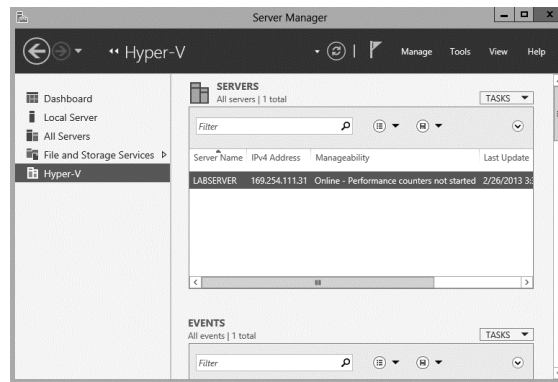 Server Manager
Hyper-V
Manage Tools View Help
Dashboard
Local Server
All Servers
File and Storage Services
Hyper-V
SERVERS
All servers | 1 total
TASKS
Filter
Server Name IPv4 Address Manageability Last Update
LABSERVER 169.254.111.31 Online - Performance counters not started 2/26/2013 3:
EVENTS
All events | 1 total
TASKS
Filter